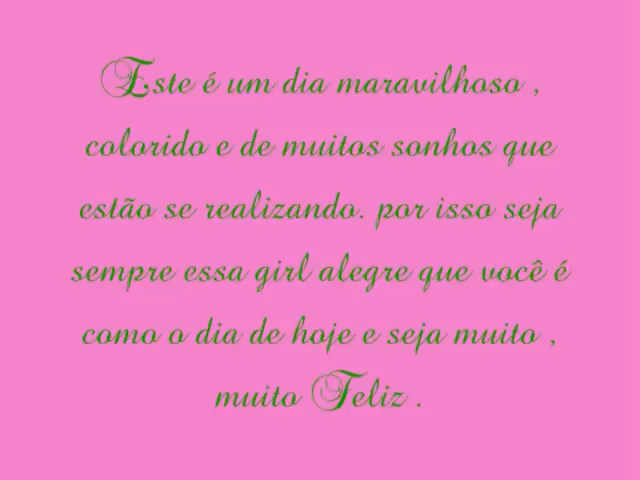 Este é um dia maravilhoso ,
colorido e de muitos sonhos que
estão se realizando. por isso seja
sempre essa girl alegre que você é
como o dia de hoje e seja muito ,
muito Feliz .